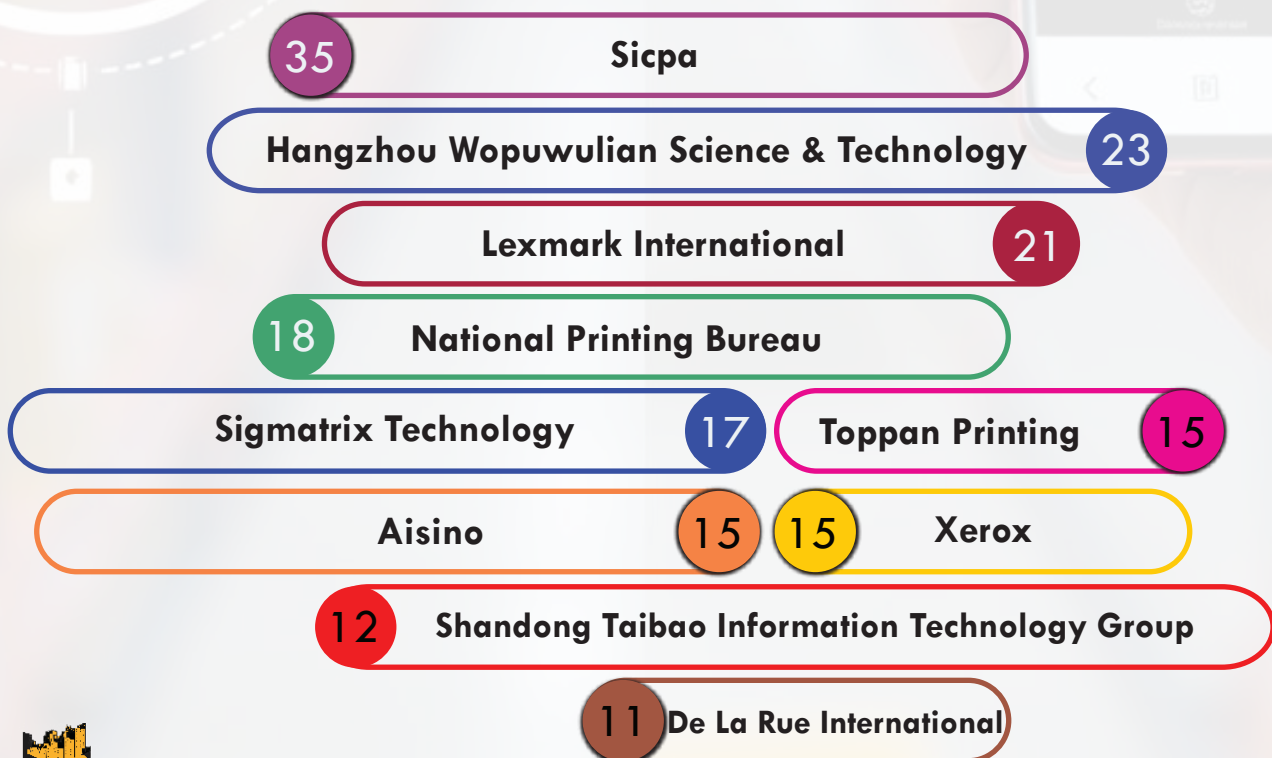 35 Sicpa
Hangzhou Wopuwulian Science & Technology 23
Lexmark International 21
18 National Printing Bureau
Sigmatrix Technology 17 Toppan Printing 15
Aisino 15 15 Xerox
12 Shandong Taibao Information Technology Group
11 De La Rue International